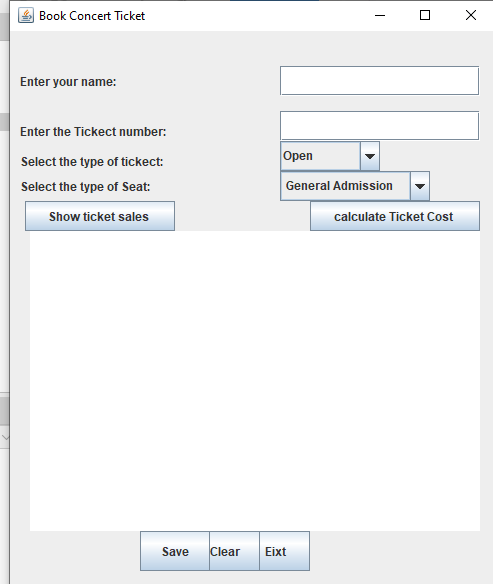 Book Concert Ticket
Enter your name:
Enter the Tickect number:
Select the type of tickect:
Open
Select the type of Seat:
General Admission
Show ticket sales
calculate Ticket Cost
Save
Clear
Eixt